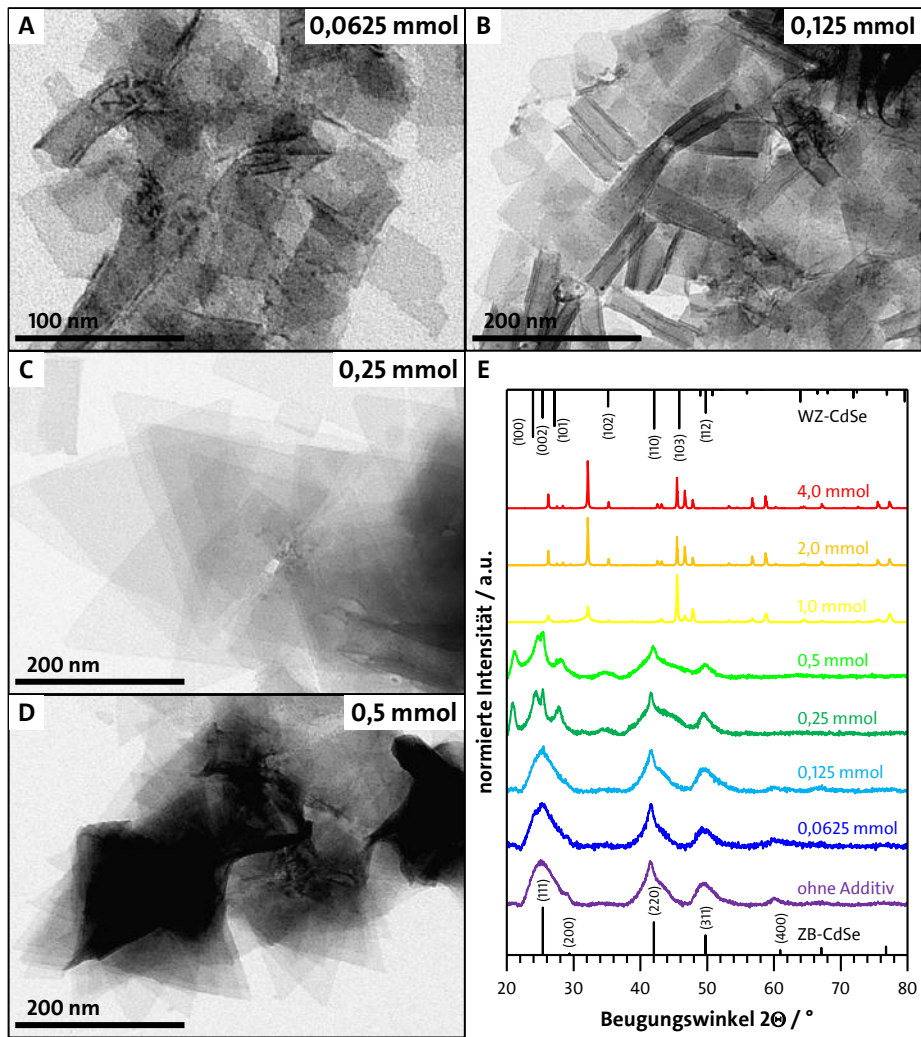 A 0,0625 mmol
100 nm
B 0,125 mmol
200 nm
C 0,25 mmol
200 nm
D 0,5 mmol
200 nm
E
WZ-CdSe
(100)
(002)
(101)
(102)
(110)
(103)
(112)
4,0 mmol
2,0 mmol
1,0 mmol
0,5 mmol
0,25 mmol
0,125 mmol
0,0625 mmol
ohne Additiv
(111)
(200)
(220)
(311)
(400)
ZB-CdSe
normierte Intensität / a.u.
20 30 40 50 60 70 80
Beugungswinkel 2Θ / °